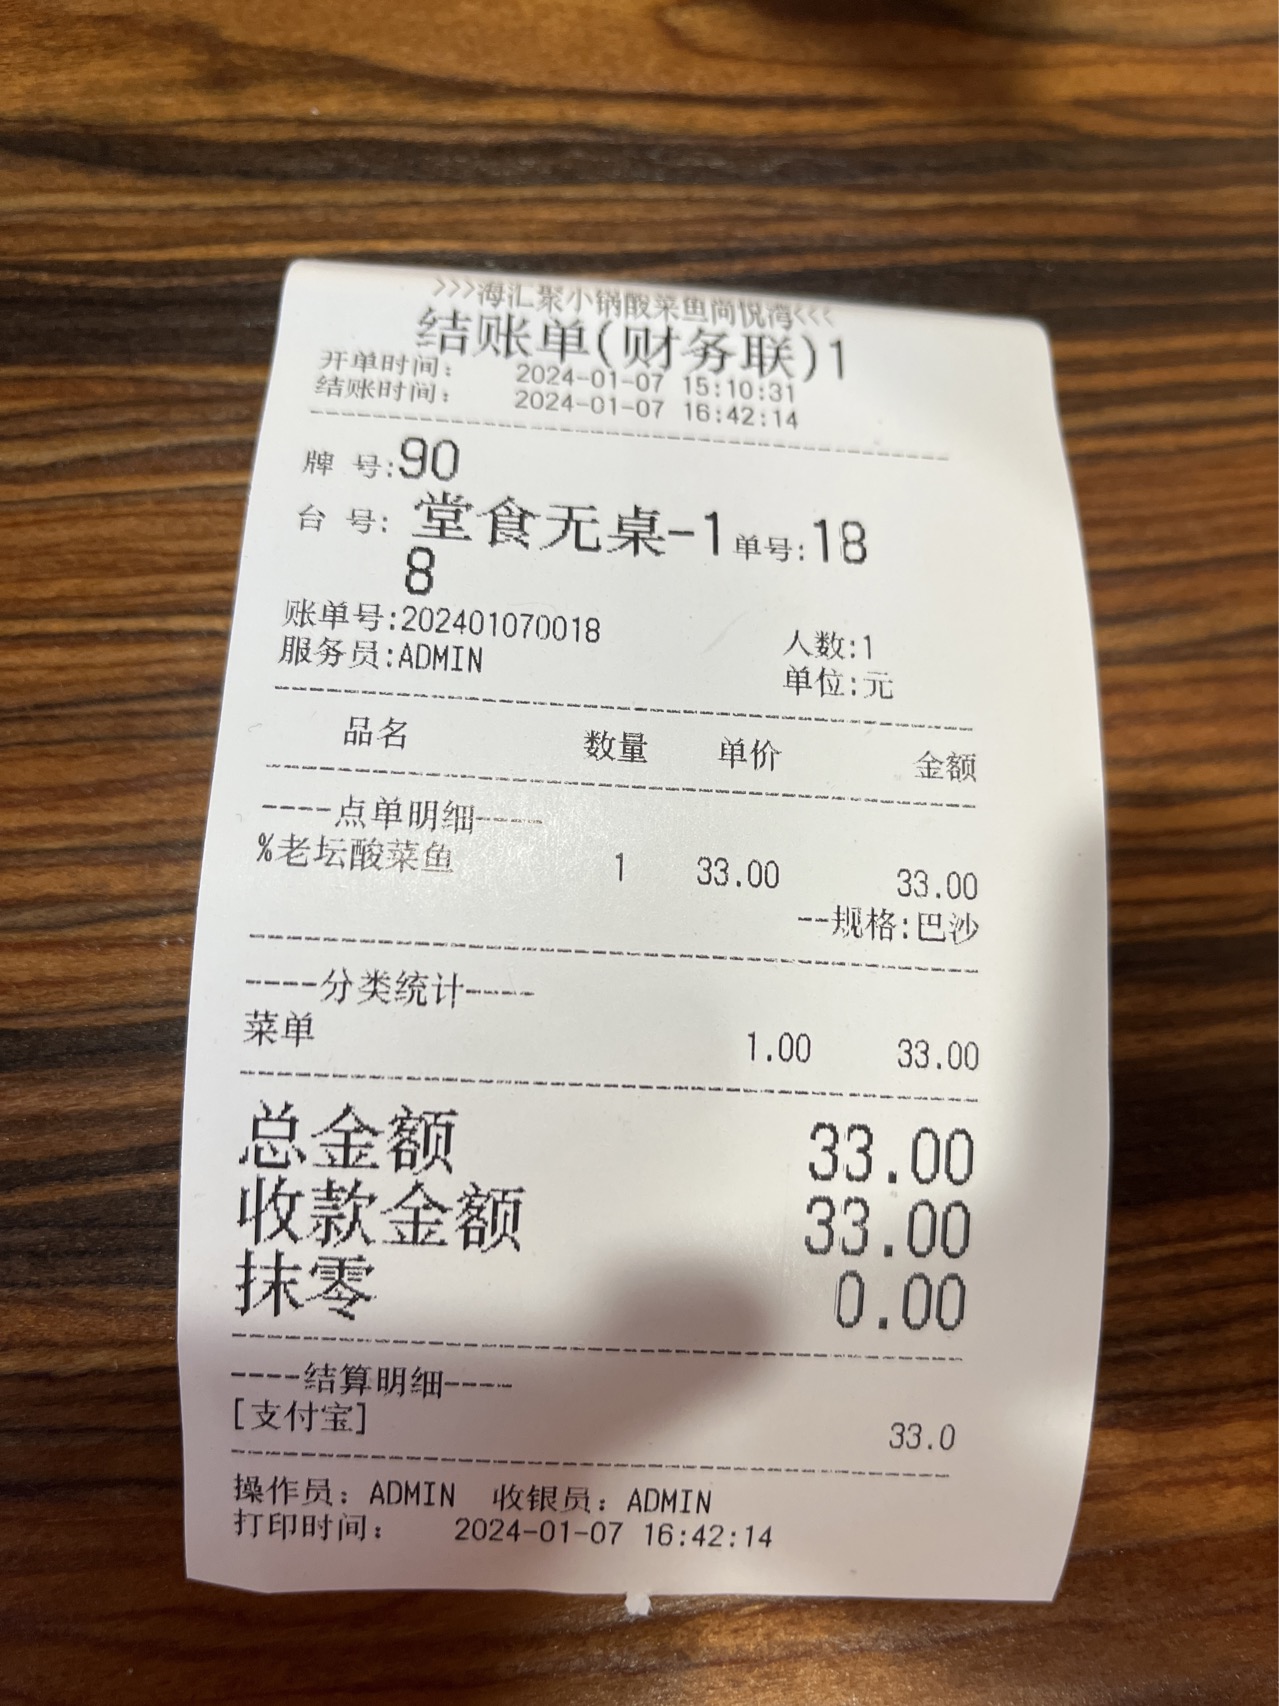 >>>海汇聚小锅酸菜鱼尚悦湾<<<
结账单(财务联)1
开单时间： 2024-01-07 15:10:31
结账时间： 2024-01-07 16:42:14
牌 号:90
台 号: 堂食无桌-1 单号:18
8
账单号:202401070018 人数:1
服务员:ADMIN 单位:元
品名 数量 单价 金额
----点单明细----
%老坛酸菜鱼 1 33.00 33.00
--规格:巴沙
----分类统计----
菜单 1.00 33.00
总金额 33.00
收款金额 33.00
抹零 0.00
----结算明细----
[支付宝] 33.0
操作员：ADMIN 收银员：ADMIN
打印时间： 2024-01-07 16:42:14